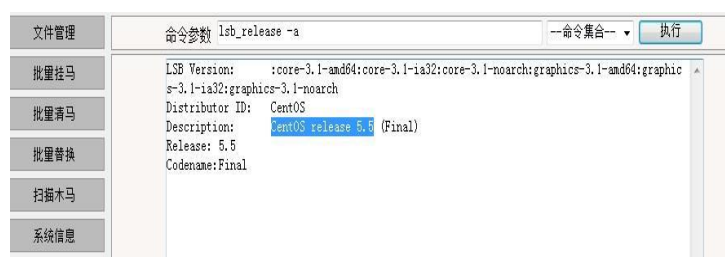 文件管理
命令参数 lsb_release -a --命令集合-- 执行
批量挂马
LSB Version: :core-3.1-amd64:core-3.1-ia32:core-3.1-noarch:graphics-3.1-amd64:graphic
s-3.1-ia32:graphics-3.1-noarch
批量清马
Distributor ID: CentOS
Description: CentOS release 5.5 (Final)
批量替换
Release: 5.5
Codename:Final
扫描木马
系统信息